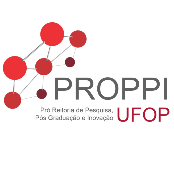 PROPPI
Pró Reitoria de Pesquisa,
Pós Graduação e Inovação
UFOP